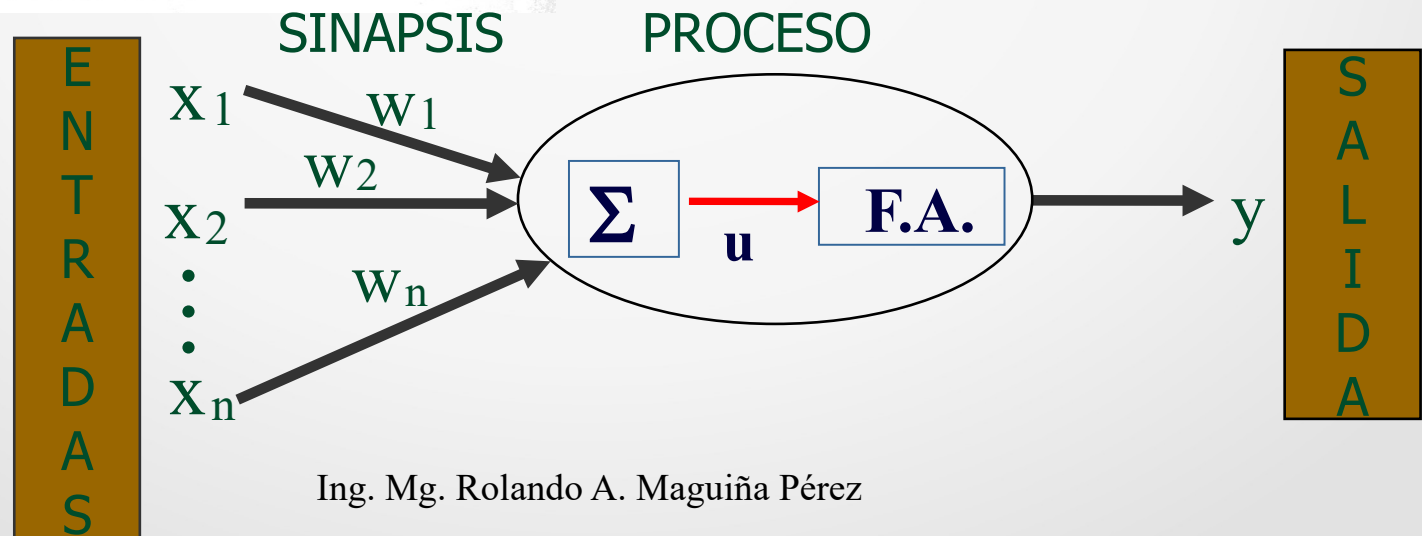 SINAPSIS PROCESO
ENTRADAS
x1
w1
w2
x2
wn
xn
Σ
u
F.A.
y
SALIDA
Ing. Mg. Rolando A. Maguiña Pérez